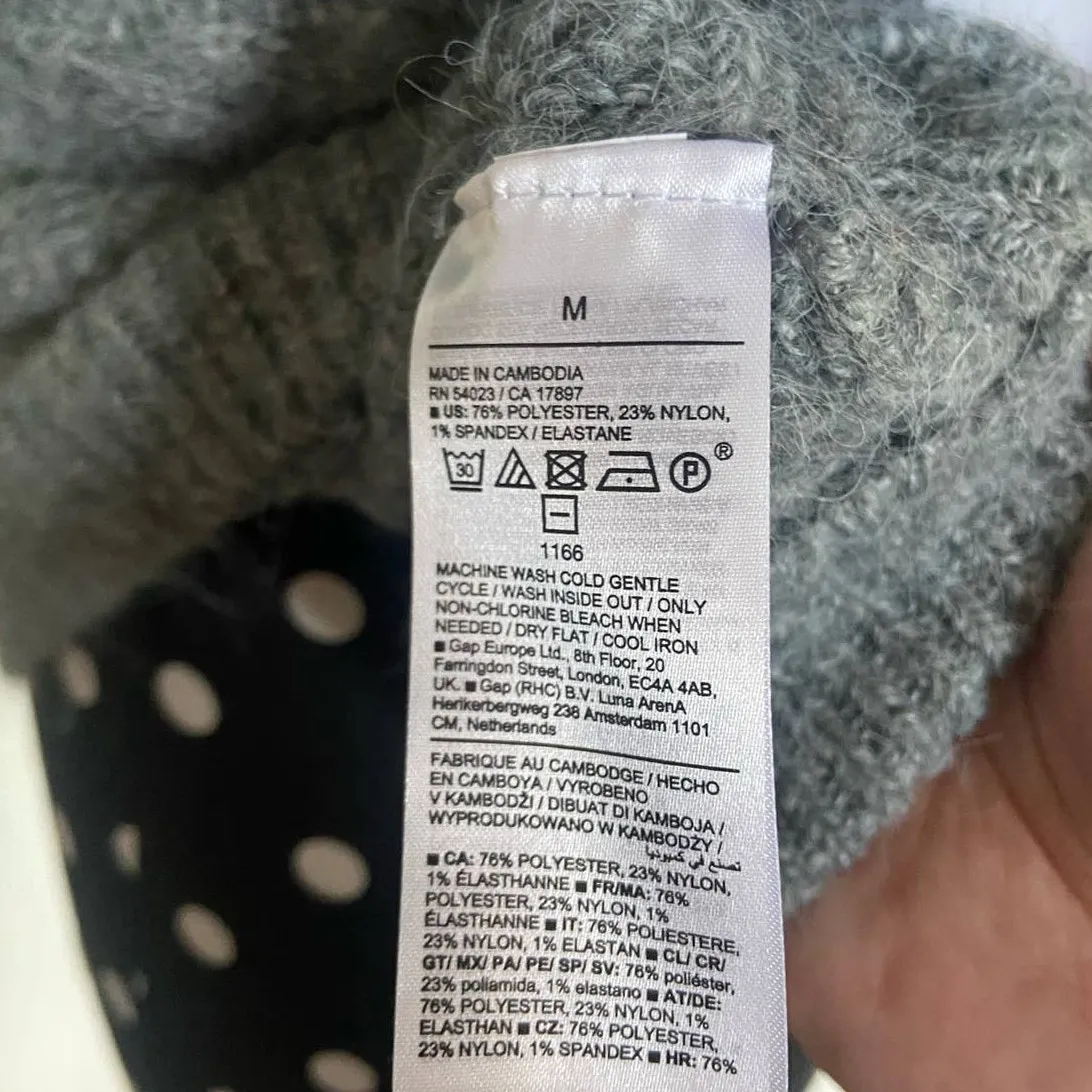 M
MADE IN CAMBODIA
RN 54023 / CA 17897
■ US: 76% POLYESTER, 23% NYLON,
1% SPANDEX / ELASTANE
30
P
®
1166
MACHINE WASH COLD GENTLE
CYCLE / WASH INSIDE OUT / ONLY
NON-CHLORINE BLEACH WHEN
NEEDED / DRY FLAT / COOL IRON
■ Gap Europe Ltd., 8th Floor, 20
Farringdon Street, London, EC4A 4AB,
UK. ■ Gap (RHC) B.V. Luna ArenA
Herikerbergweg 238 Amsterdam 1101
CM, Netherlands
FABRIQUE AU CAMBODGE / HECHO
EN CAMBOYA / VYROBENO
V KAMBODŽI / DIBUAT DI KAMBOJA /
WYPRODUKOWANO W KAMBODŻY /
تصنع في كمبوديا
■ CA: 76% POLYESTER, 23% NYLON,
1% ÉLASTHANNE ■ FR/MA: 76%
POLYESTER, 23% NYLON, 1%
ÉLASTHANNE ■ IT: 76% POLIESTERE,
23% NYLON, 1% ELASTAN ■ CL/ CR/
GT/ MX/ PA/ PE/ SP/ SV: 76% poliéster,
23% poliamida, 1% elastano ■ AT/DE:
76% POLYESTER, 23% NYLON, 1%
ELASTHAN ■ CZ: 76% POLYESTER,
23% NYLON, 1% SPANDEX ■ HR: 76%